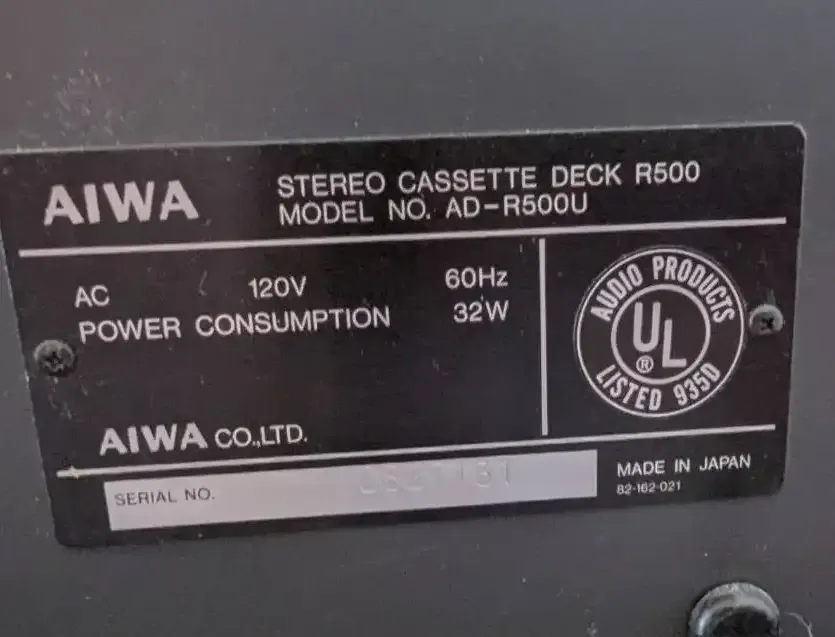 AIWA
STEREO CASSETTE DECK R500
MODEL NO. AD-R500U
AC 120V 60Hz
POWER CONSUMPTION 32W
AUDIO PRODUCTS
UL
®
LISTED 935D
AIWA CO.,LTD.
SERIAL NO.
MADE IN JAPAN
82-162-021